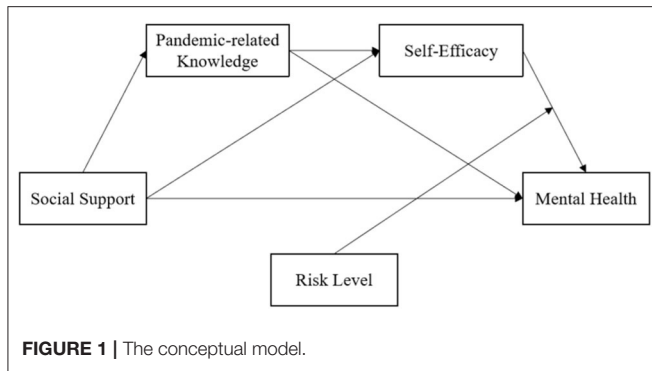 Pandemic-related
Knowledge
Self-Efficacy
Social Support
Mental Health
Risk Level
FIGURE 1 | The conceptual model.